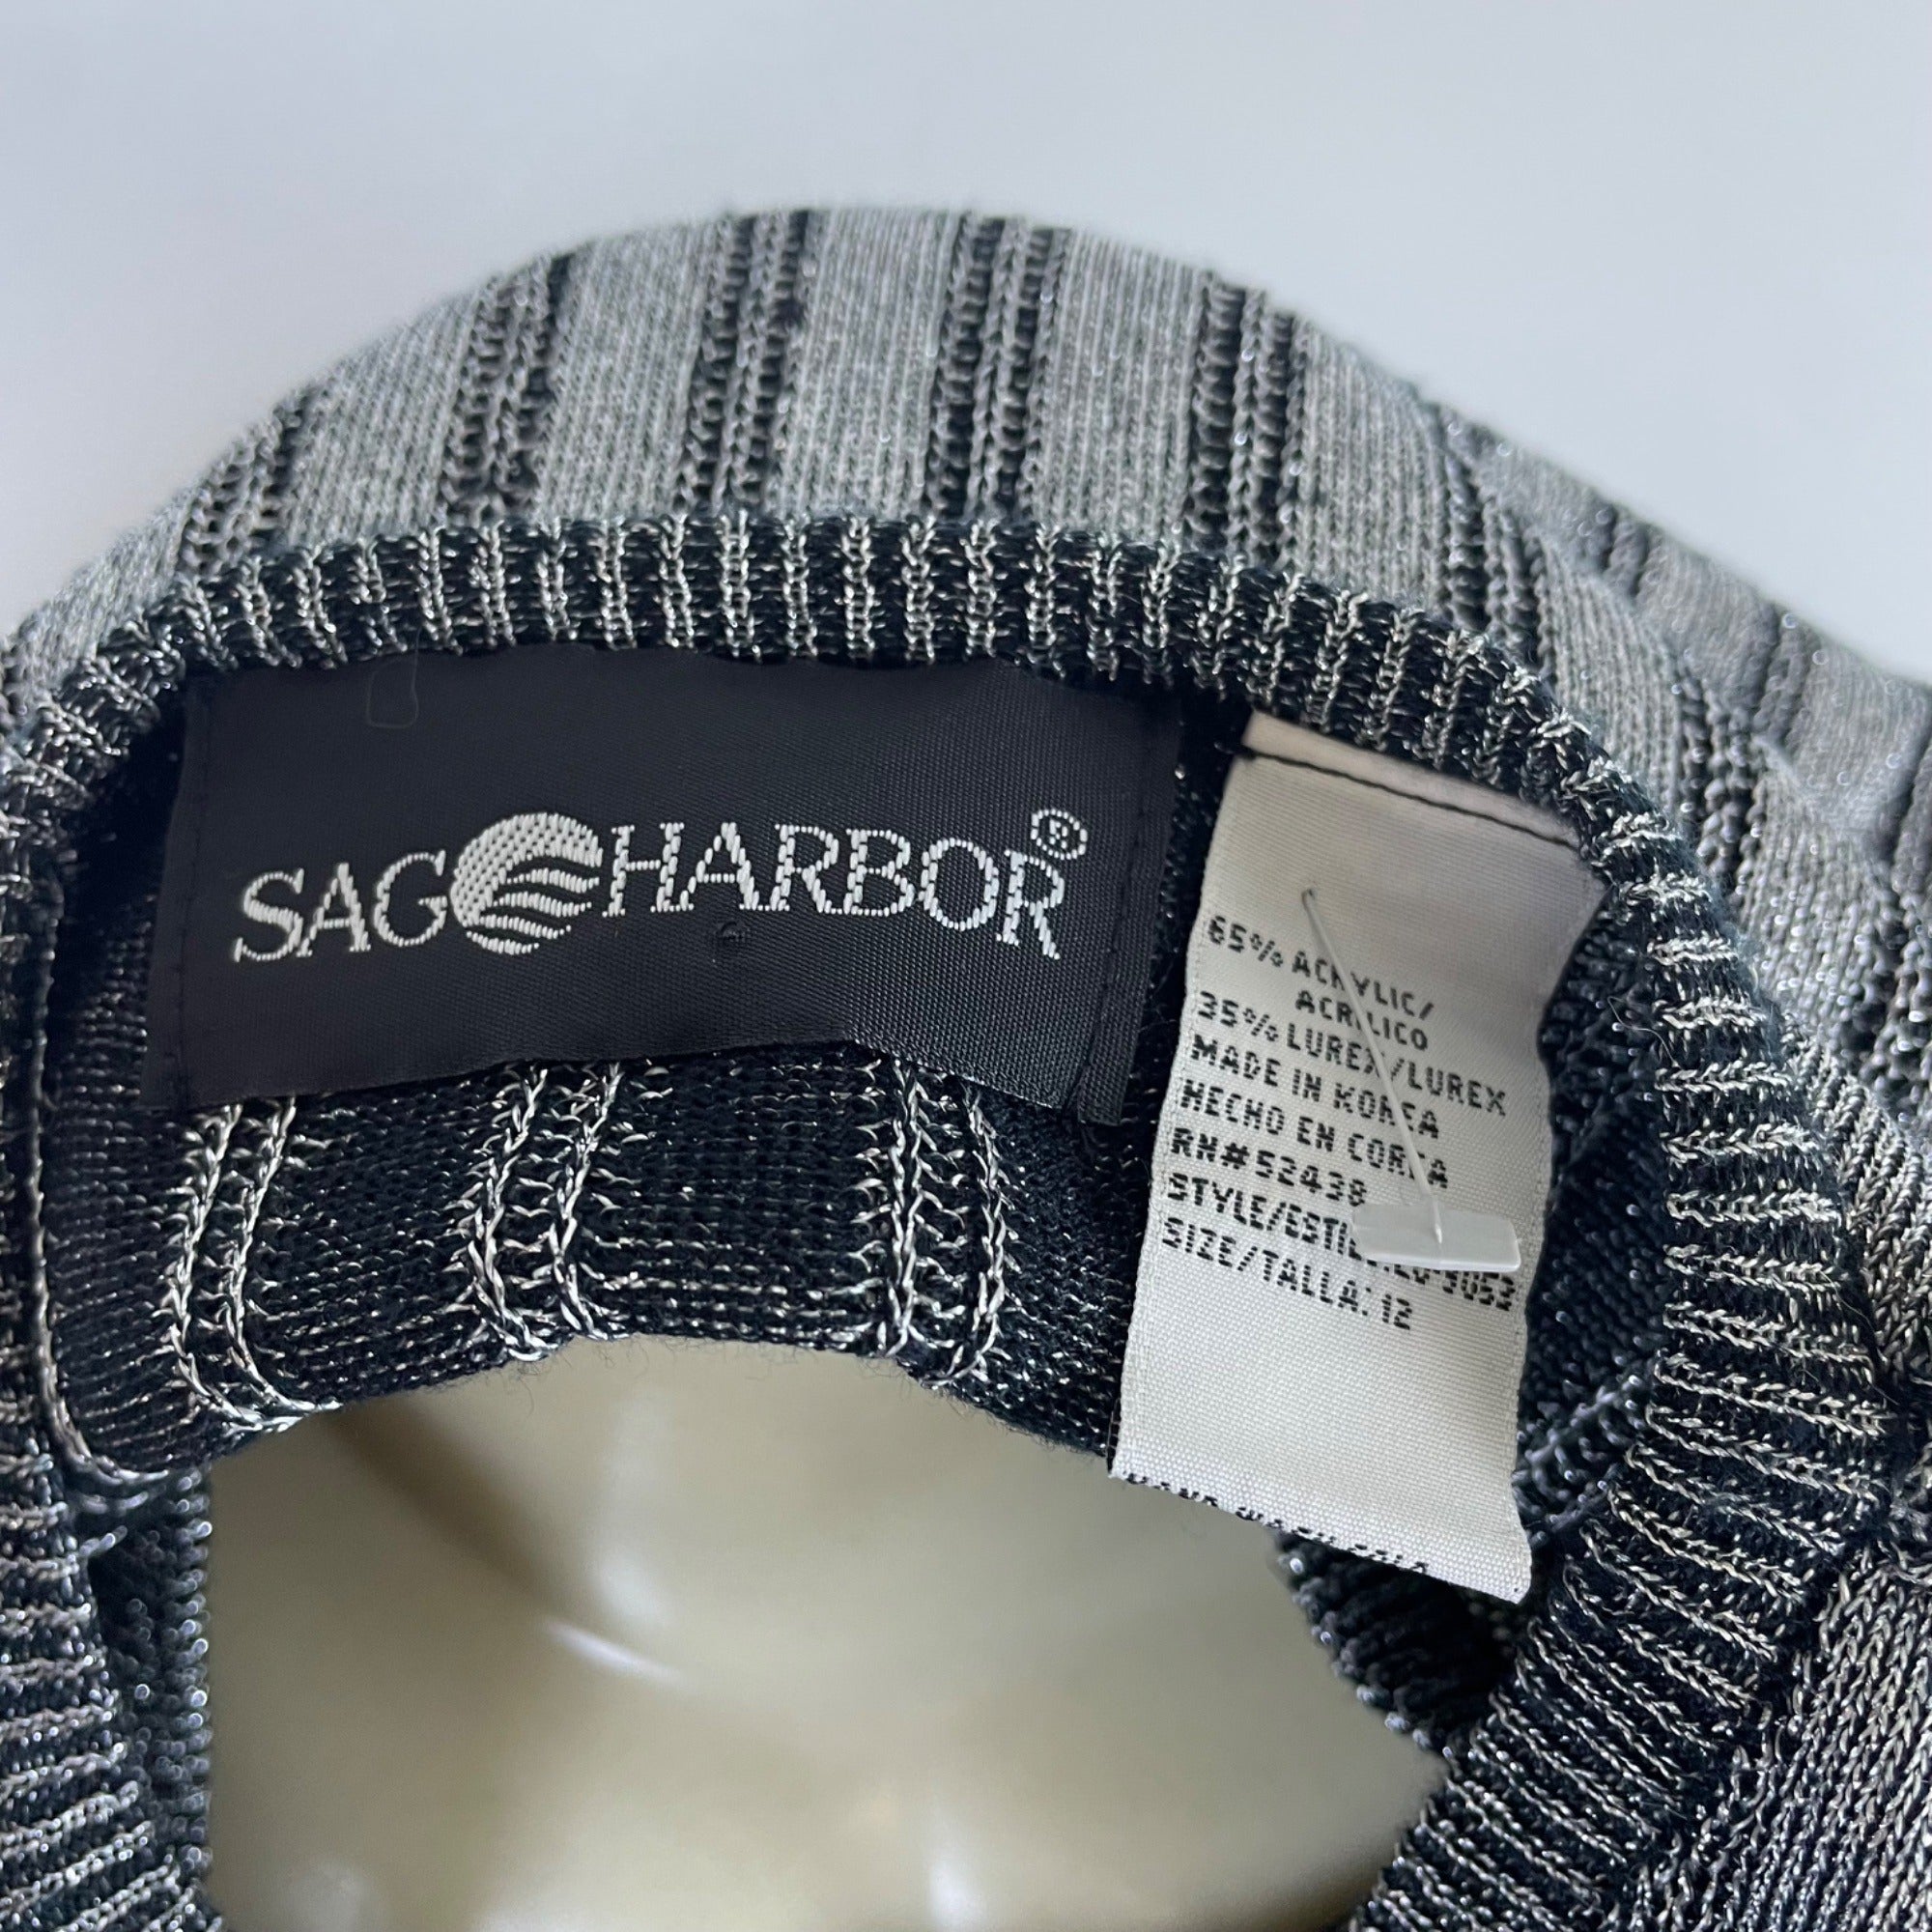 SAG HARBOR®
65% ACRYLIC/
ACRILICO
35% LUREX/LUREX
MADE IN KOREA
HECHO EN COREA
RN# 52438
STYLE/ESTILO
SIZE/TALLA: 12